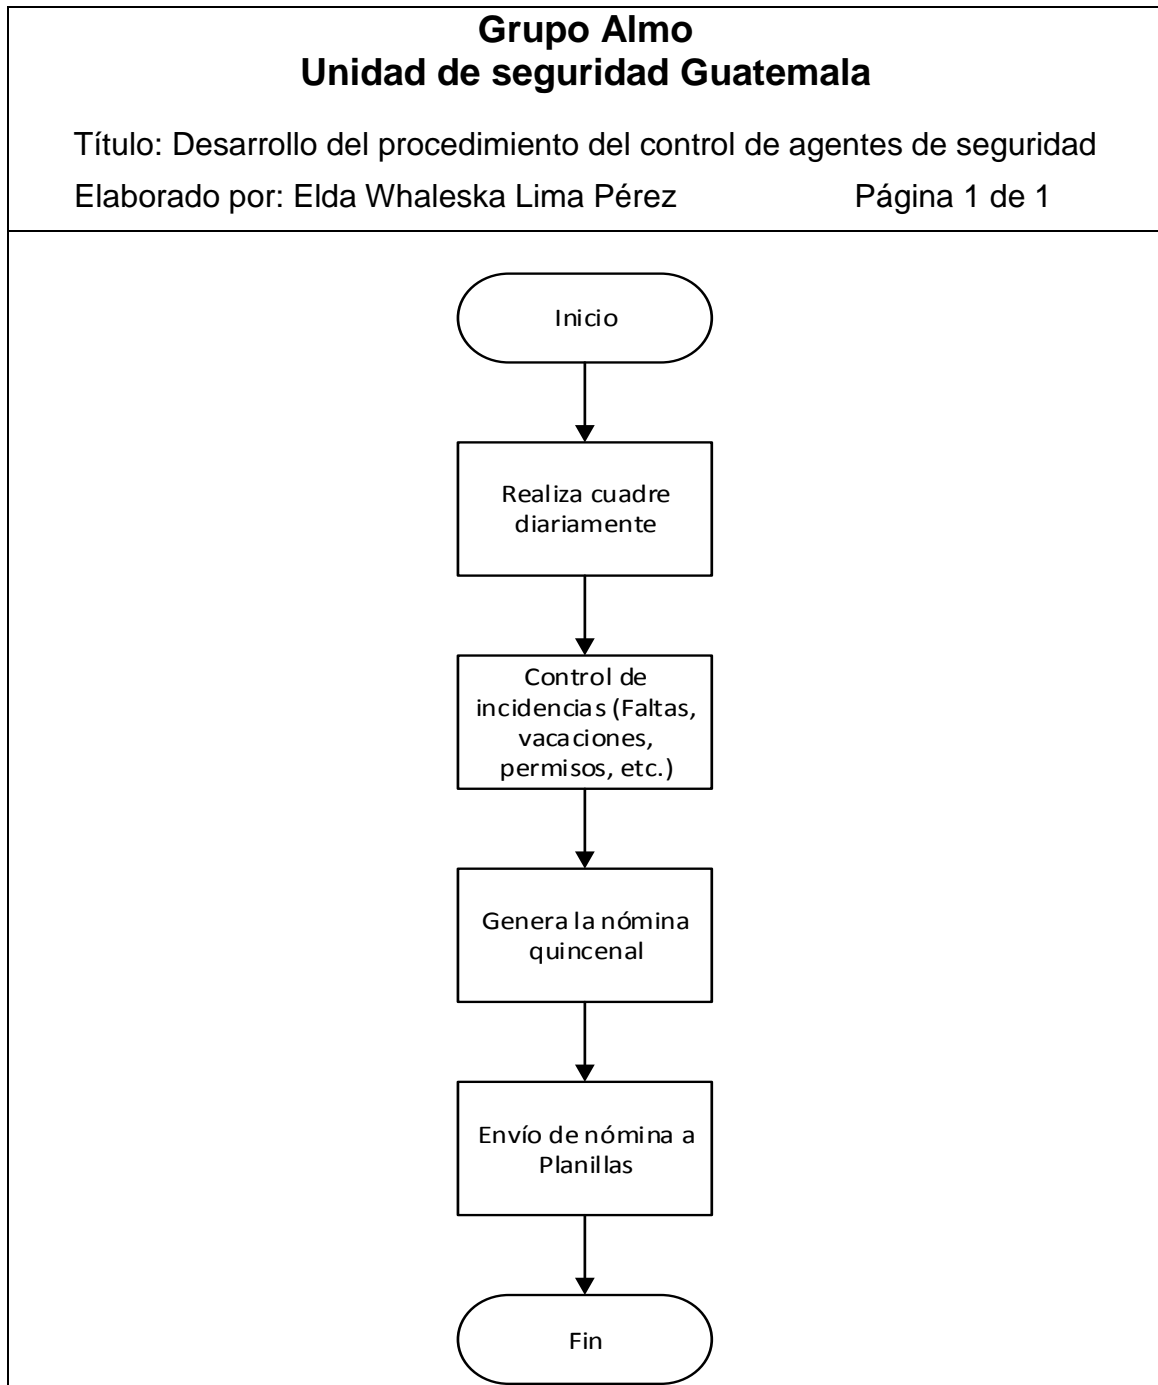 Grupo Almo
Unidad de seguridad Guatemala
Título: Desarrollo del procedimiento del control de agentes de seguridad
Elaborado por: Elda Whaleska Lima Pérez Página 1 de 1
Inicio
Realiza cuadre
diariamente
Control de
incidencias (Faltas,
vacaciones,
permisos, etc.)
Genera la nómina
quincenal
Envío de nómina a
Planillas
Fin